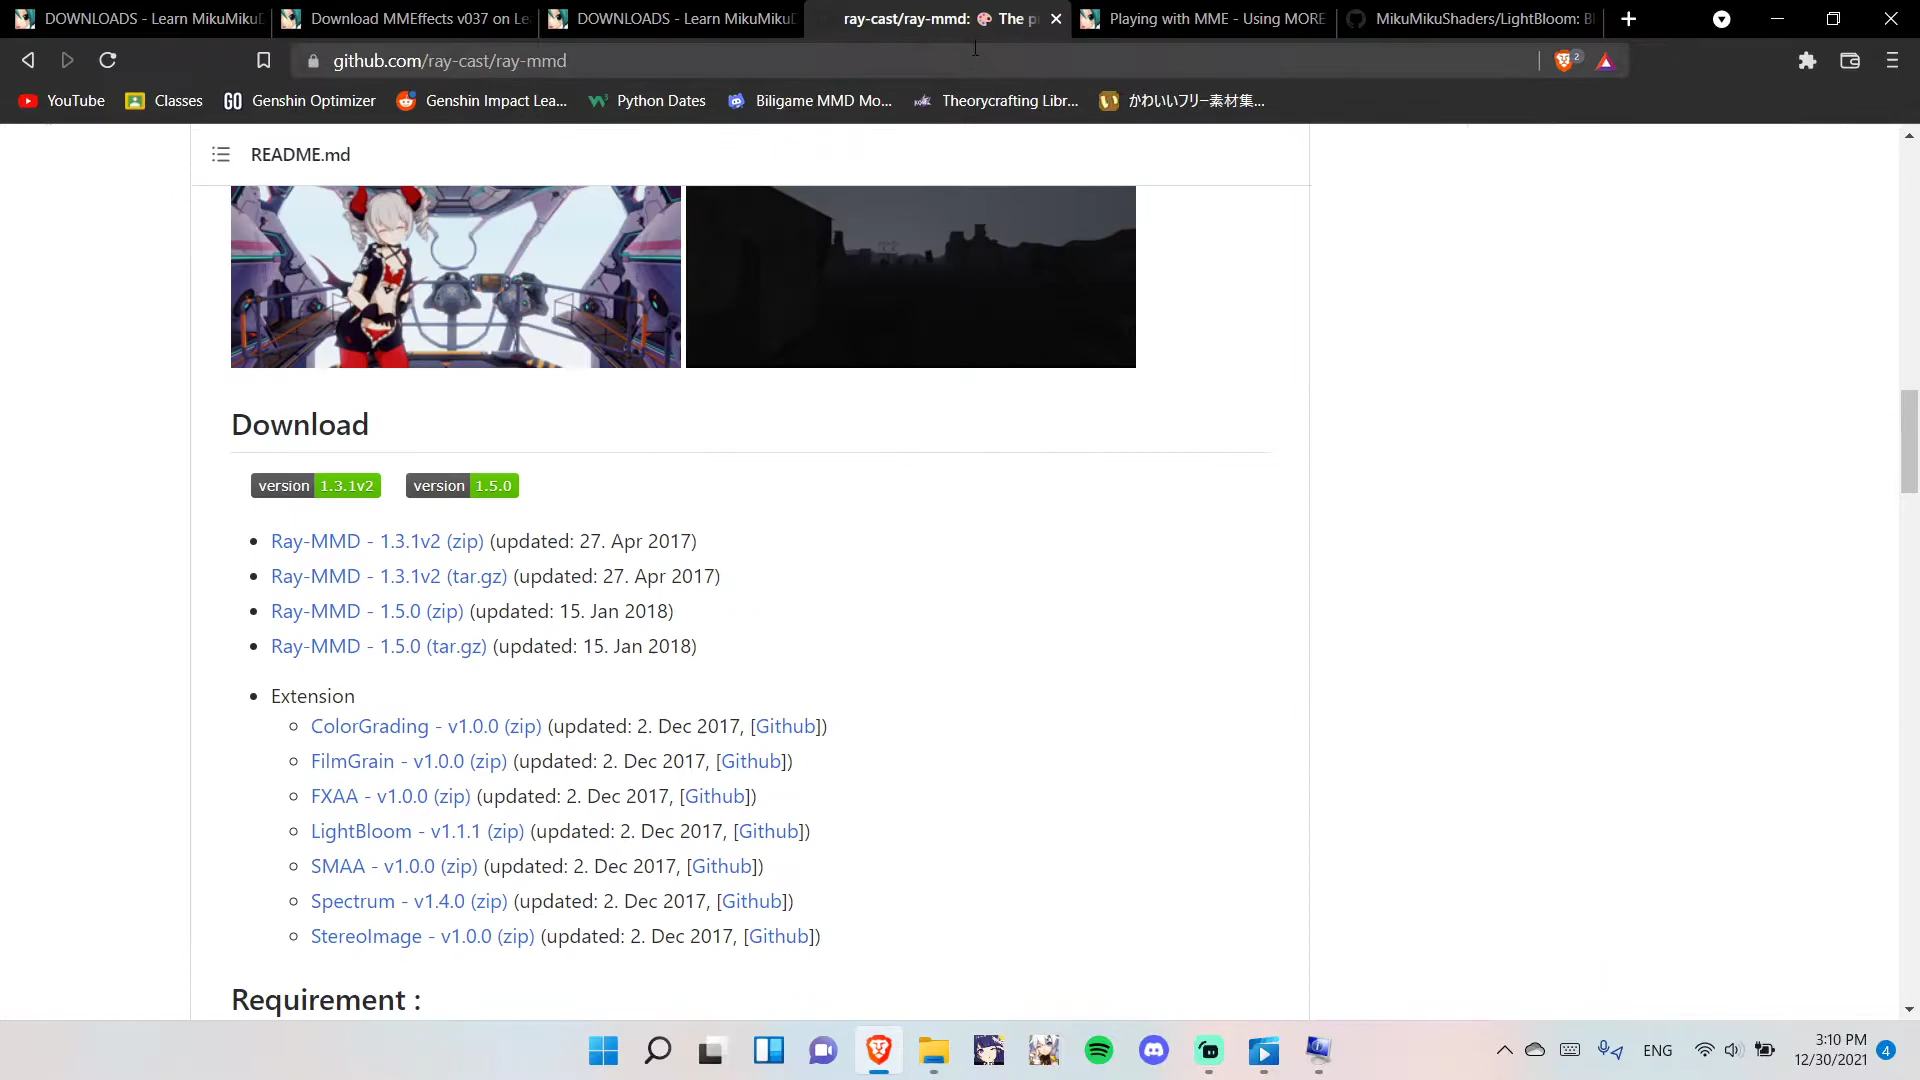 DOWNLOADS - Learn MikuMikuD
Download MMEffects v037 on Le
DOWNLOADS - Learn MikuMikuD
ray-cast/ray-mmd: 🎨 The p
Playing with MME - Using MORE
MikuMikuShaders/LightBloom: Bl
github.com/ray-cast/ray-mmd
2
YouTube
Classes
GO Genshin Optimizer
Genshin Impact Lea...
Python Dates
Biligame MMD Mo...
Theorycrafting Libr...
かわいいフリー素材集...
README.md
Download
version 1.3.1v2
version 1.5.0
Ray-MMD - 1.3.1v2 (zip) (updated: 27. Apr 2017)
Ray-MMD - 1.3.1v2 (tar.gz) (updated: 27. Apr 2017)
Ray-MMD - 1.5.0 (zip) (updated: 15. Jan 2018)
Ray-MMD - 1.5.0 (tar.gz) (updated: 15. Jan 2018)
Extension
ColorGrading - v1.0.0 (zip) (updated: 2. Dec 2017, [Github])
FilmGrain - v1.0.0 (zip) (updated: 2. Dec 2017, [Github])
FXAA - v1.0.0 (zip) (updated: 2. Dec 2017, [Github])
LightBloom - v1.1.1 (zip) (updated: 2. Dec 2017, [Github])
SMAA - v1.0.0 (zip) (updated: 2. Dec 2017, [Github])
Spectrum - v1.4.0 (zip) (updated: 2. Dec 2017, [Github])
StereoImage - v1.0.0 (zip) (updated: 2. Dec 2017, [Github])
Requirement :
ENG
3:10 PM
12/30/2021
4